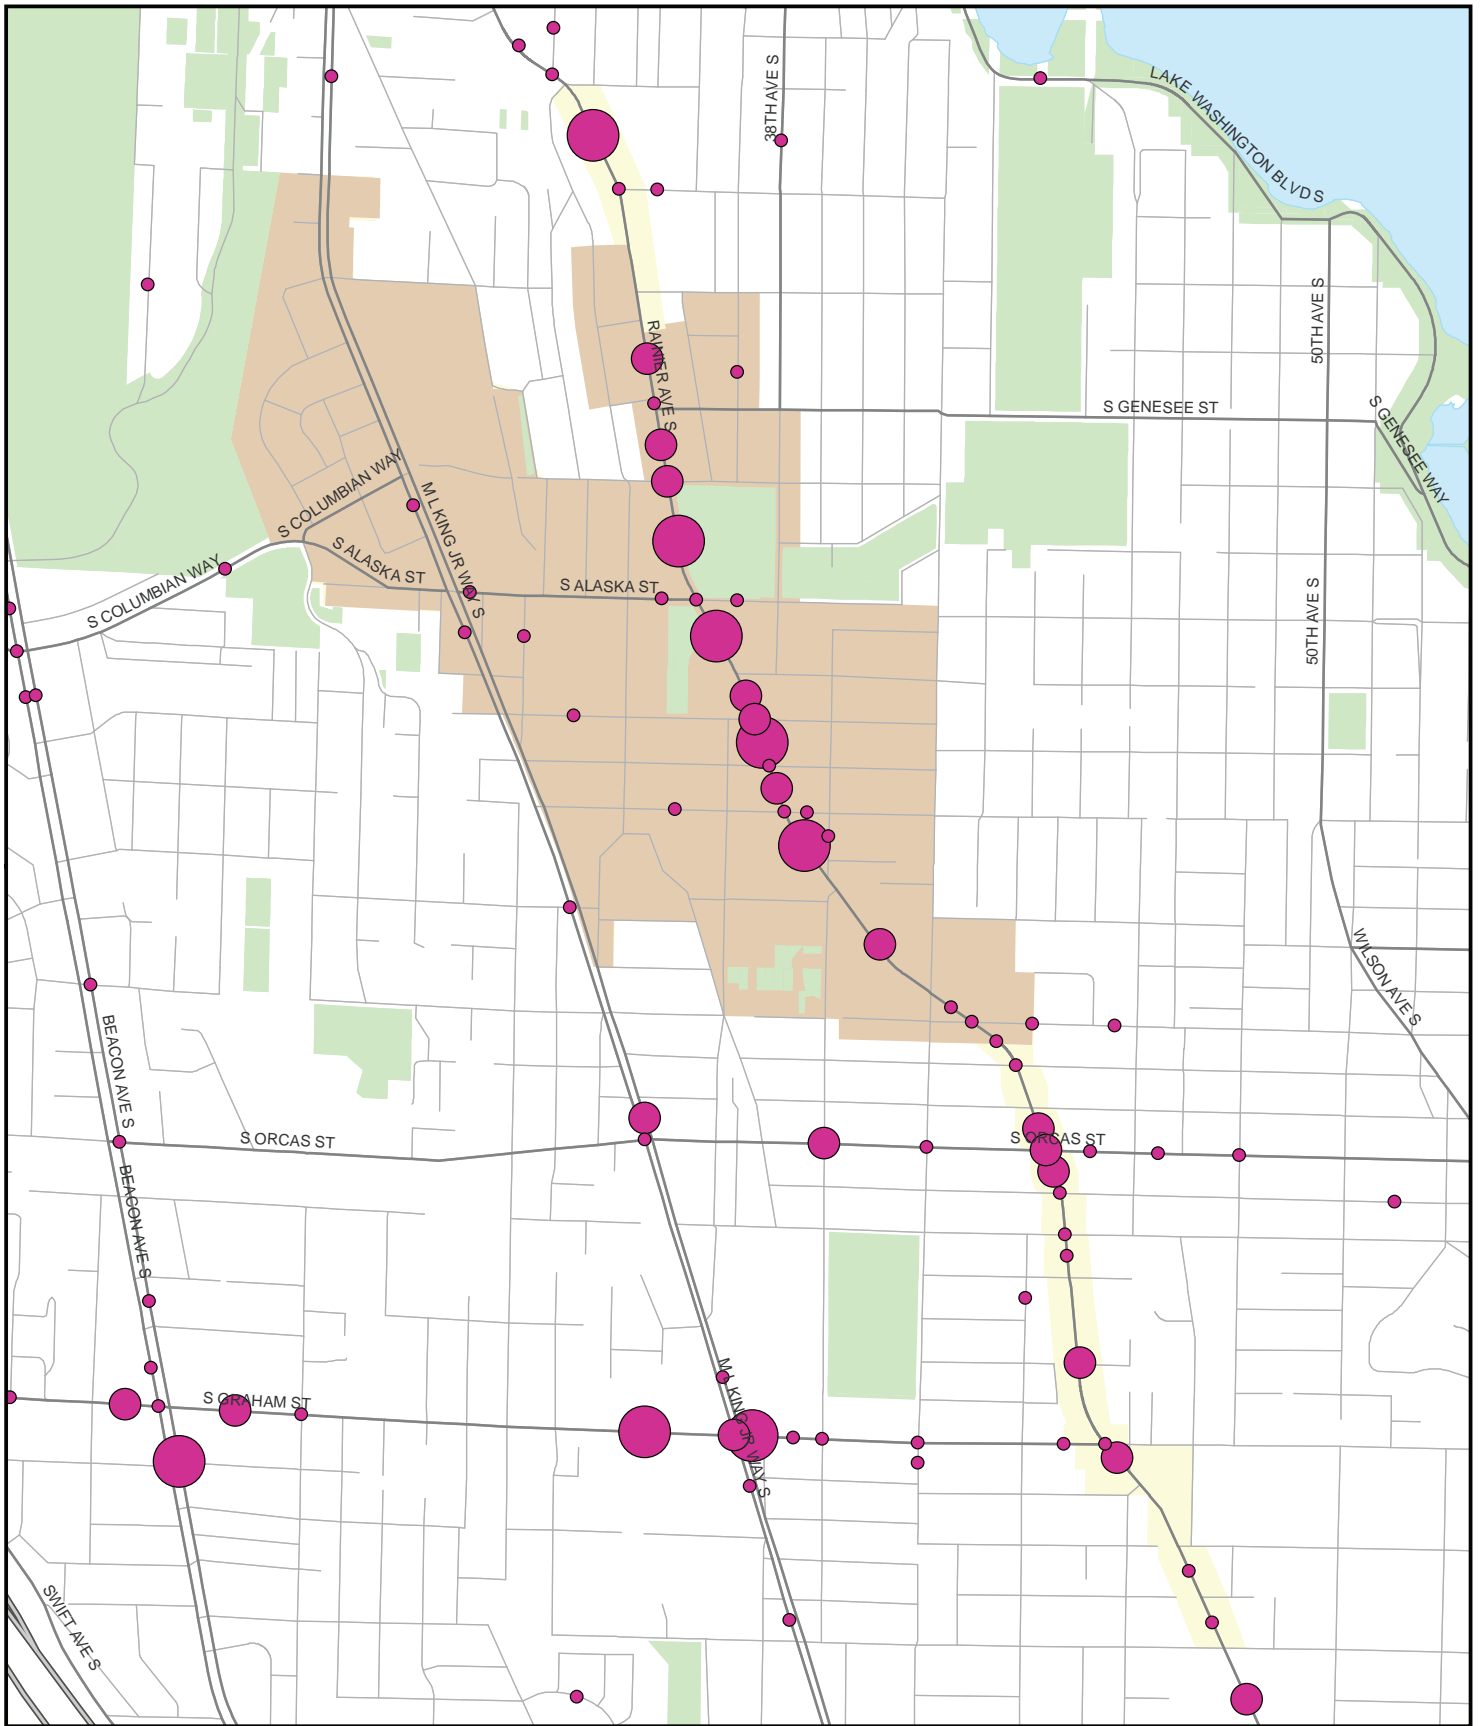 LAKE WASHINGTON BLVD S
38TH AVE S
50TH AVE S
RAINIER AVE S
S GENESEE ST
S GENESEE WAY
S COLUMBIAN WAY
M L KING JR WAY S
S ALASKA ST
S ALASKA ST
S COLUMBIAN WAY
50TH AVE S
WILSON AVE S
BEACON AVE S
S ORCAS ST
S ORCAS ST
BEACON AVE S
M L KING JR WAY S
S GRAHAM ST
SWIFT AVE S